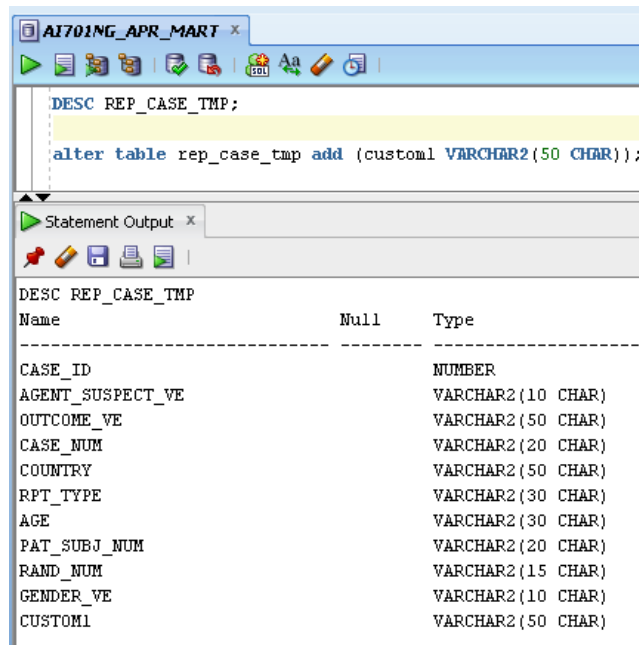 AI701NG_APR_MART
SQL Aa
DESC REP_CASE_TMP;
alter table rep_case_tmp add (custom1 VARCHAR2(50 CHAR));
Statement Output
DESC REP_CASE_TMP
Name Null Type
------------------------------ -------- --------------------
CASE_ID NUMBER
AGENT_SUSPECT_VE VARCHAR2(10 CHAR)
OUTCOME_VE VARCHAR2(50 CHAR)
CASE_NUM VARCHAR2(20 CHAR)
COUNTRY VARCHAR2(50 CHAR)
RPT_TYPE VARCHAR2(30 CHAR)
AGE VARCHAR2(30 CHAR)
PAT_SUBJ_NUM VARCHAR2(20 CHAR)
RAND_NUM VARCHAR2(15 CHAR)
GENDER_VE VARCHAR2(10 CHAR)
CUSTOM1 VARCHAR2(50 CHAR)